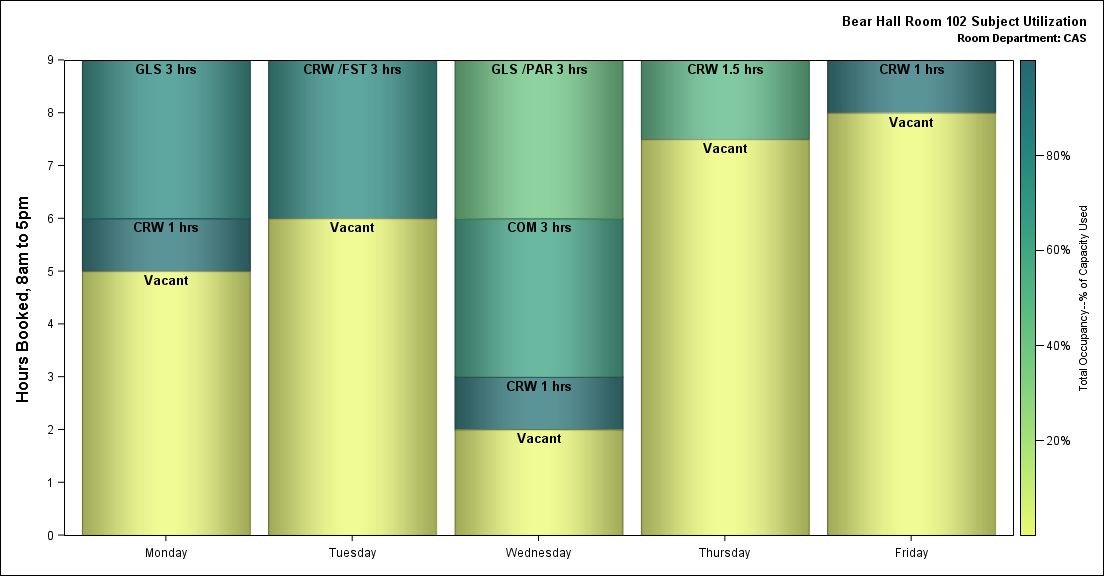 Bear Hall Room 102 Subject Utilization
Room Department: CAS
Hours Booked, 8am to 5pm
9
8
7
6
5
4
3
2
1
0
GLS 3 hrs
CRW 1 hrs
Vacant
CRW /FST 3 hrs
Vacant
GLS /PAR 3 hrs
COM 3 hrs
CRW 1 hrs
Vacant
CRW 1.5 hrs
Vacant
CRW 1 hrs
Vacant
Monday
Tuesday
Wednesday
Thursday
Friday
80%
60%
40%
20%
Total Occupancy--% of Capacity Used